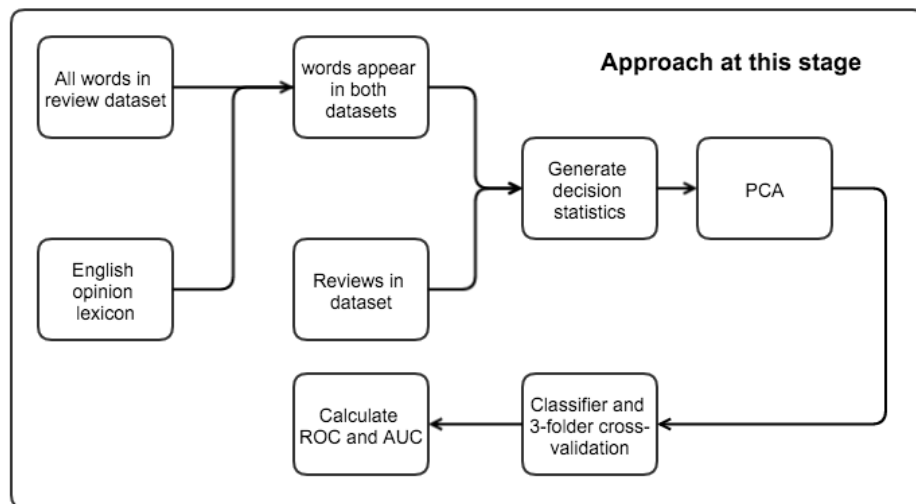 Approach at this stage
All words in
review dataset
words appear
in both
datasets
English
opinion
lexicon
Reviews in
dataset
Generate
decision
statistics
PCA
Classifier and
3-folder cross-
validation
Calculate
ROC and AUC